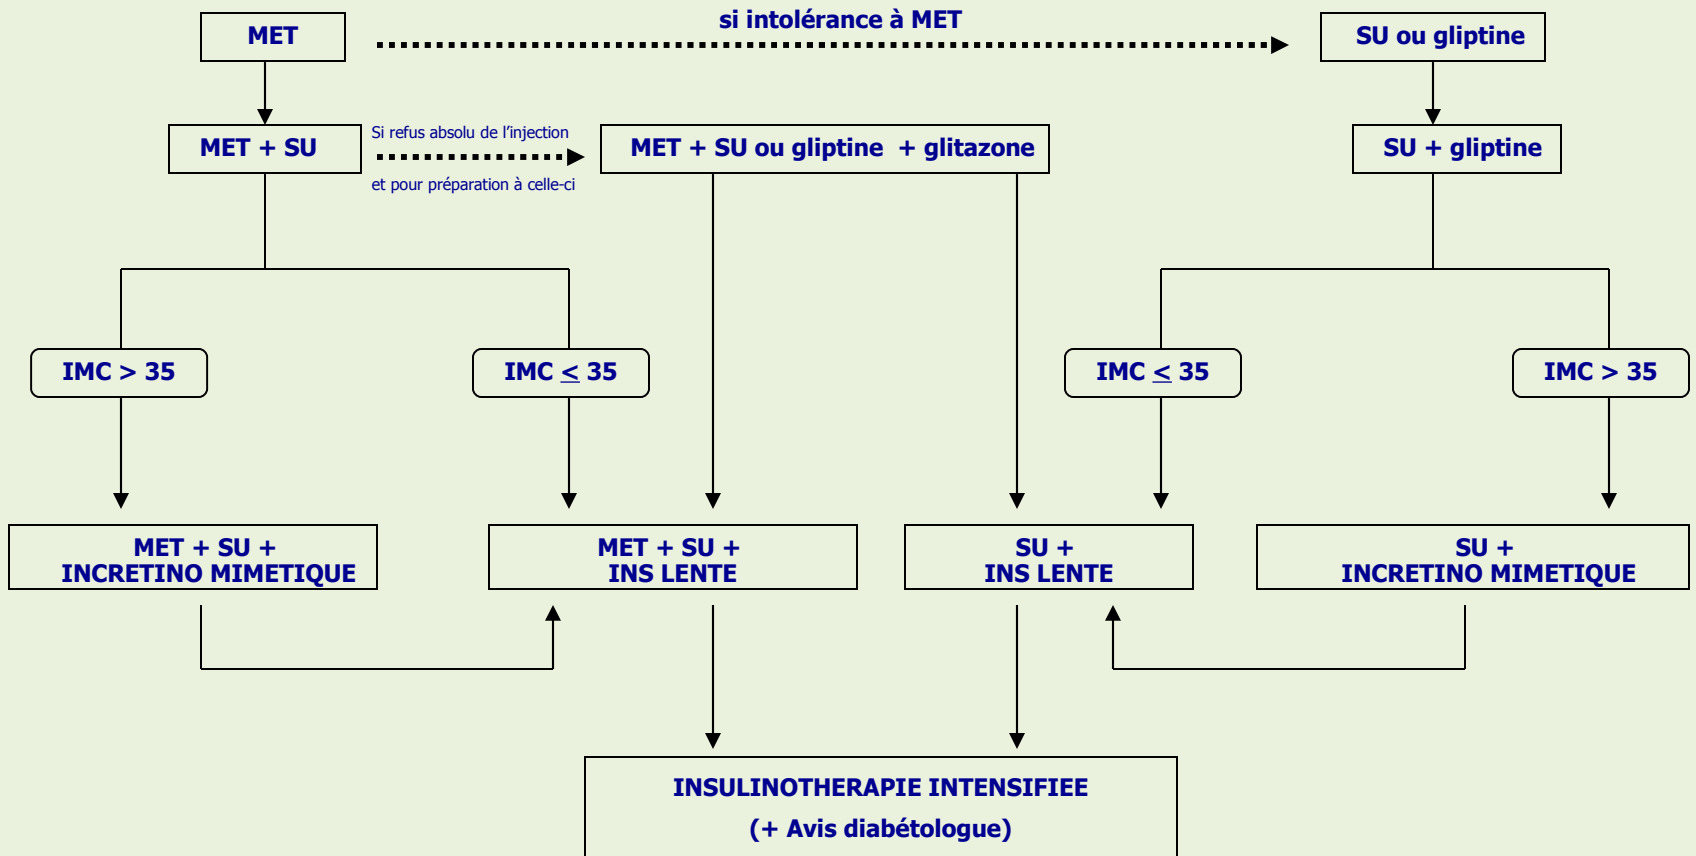 si intolérance à MET
MET
SU ou gliptine
MET + SU
Si refus absolu de l'injection
et pour préparation à celle-ci
MET + SU ou gliptine + glitazone
SU + gliptine
IMC > 35
IMC ≤ 35
IMC ≤ 35
IMC > 35
MET + SU +
INCRETINO MIMETIQUE
MET + SU +
INS LENTE
SU +
INS LENTE
SU +
INCRETINO MIMETIQUE
INSULINOTHERAPIE INTENSIFIEE
(+ Avis diabétologue)